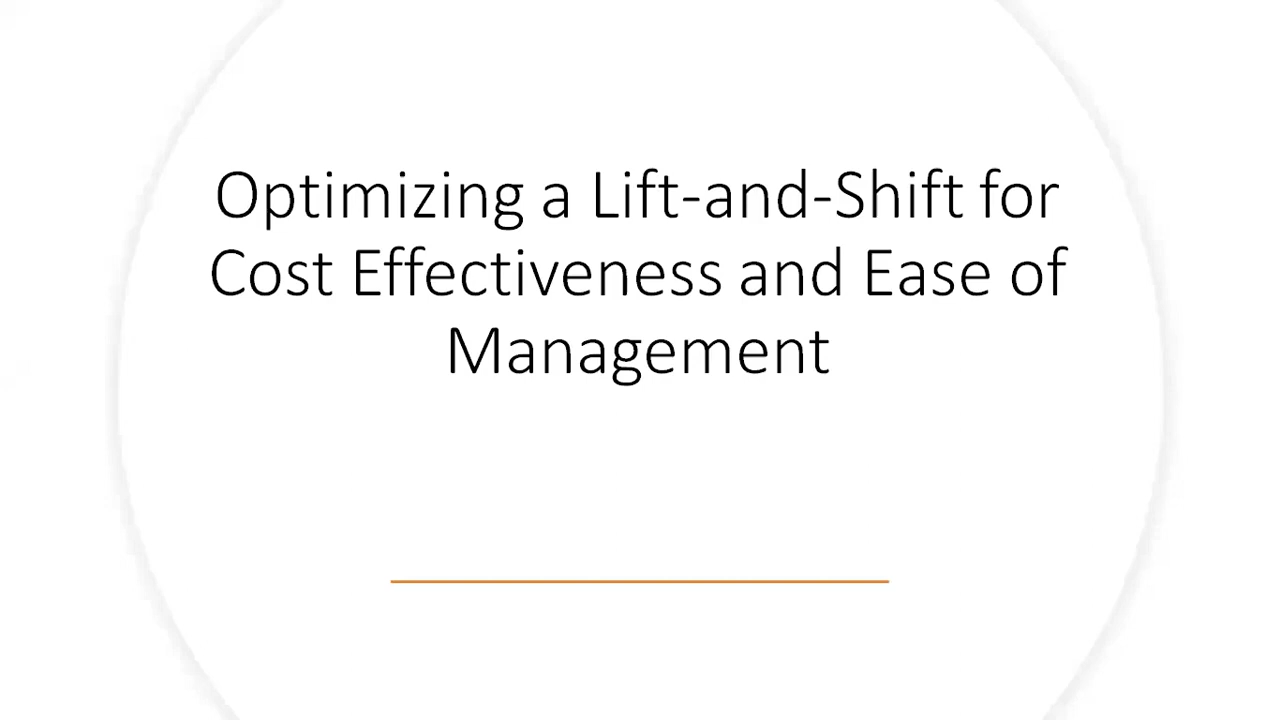 Optimizing a Lift-and-Shift for
Cost Effectiveness and Ease of
Management